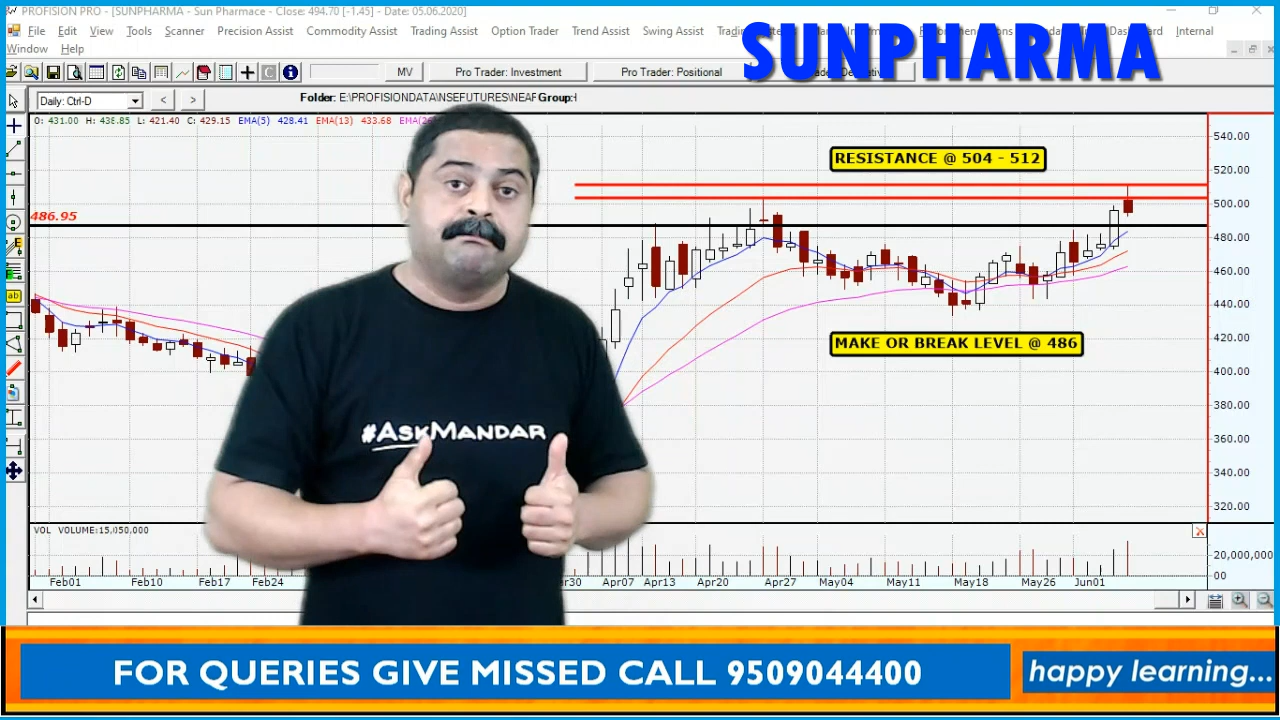 PROFISION PRO - [SUNPHARMA - Sun Pharmace - Close: 494.70 [-1.45] - Date: 05.06.2020]
SUNPHARMA
File Edit View Tools Scanner Precision Assist Commodity Assist Trading Assist Option Trader Trend Assist Swing Assist Internal
Window Help
MV Pro Trader: Investment Pro Trader: Positional
Daily: Ctrl-D < > Folder: E:\PROFISIONDATA\NSEFUTURES\NEAF Group:
O: 431.00 H: 438.85 L: 421.40 C: 429.15 EMA(5) 428.41 EMA(13) 433.68
540.00
RESISTANCE @ 504 - 512
520.00
500.00
486.95
480.00
460.00
440.00
MAKE OR BREAK LEVEL @ 486
420.00
400.00
380.00
#ASKMANDAR
360.00
340.00
320.00
VOL VOLUME:15,050,000
20,000,000
00
Feb01 Feb10 Feb17 Feb24 Apr07 Apr13 Apr20 Apr27 May04 May11 May18 May26 Jun01
FOR QUERIES GIVE MISSED CALL 9509044400
happy learning...